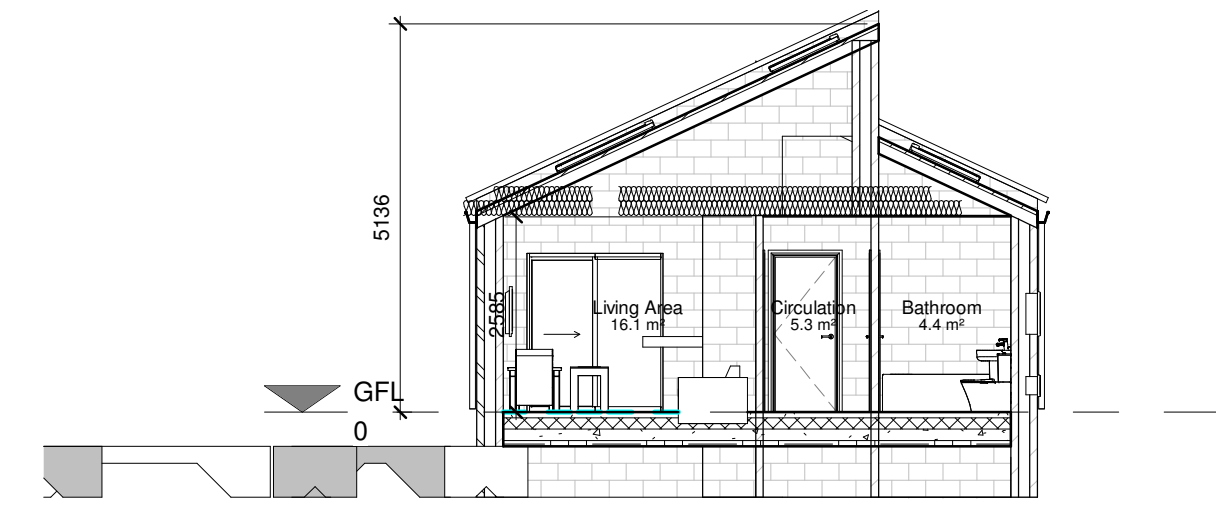 5136
2585
Living Area
16.1 m²
Circulation
5.3 m²
Bathroom
4.4 m²
GFL
0